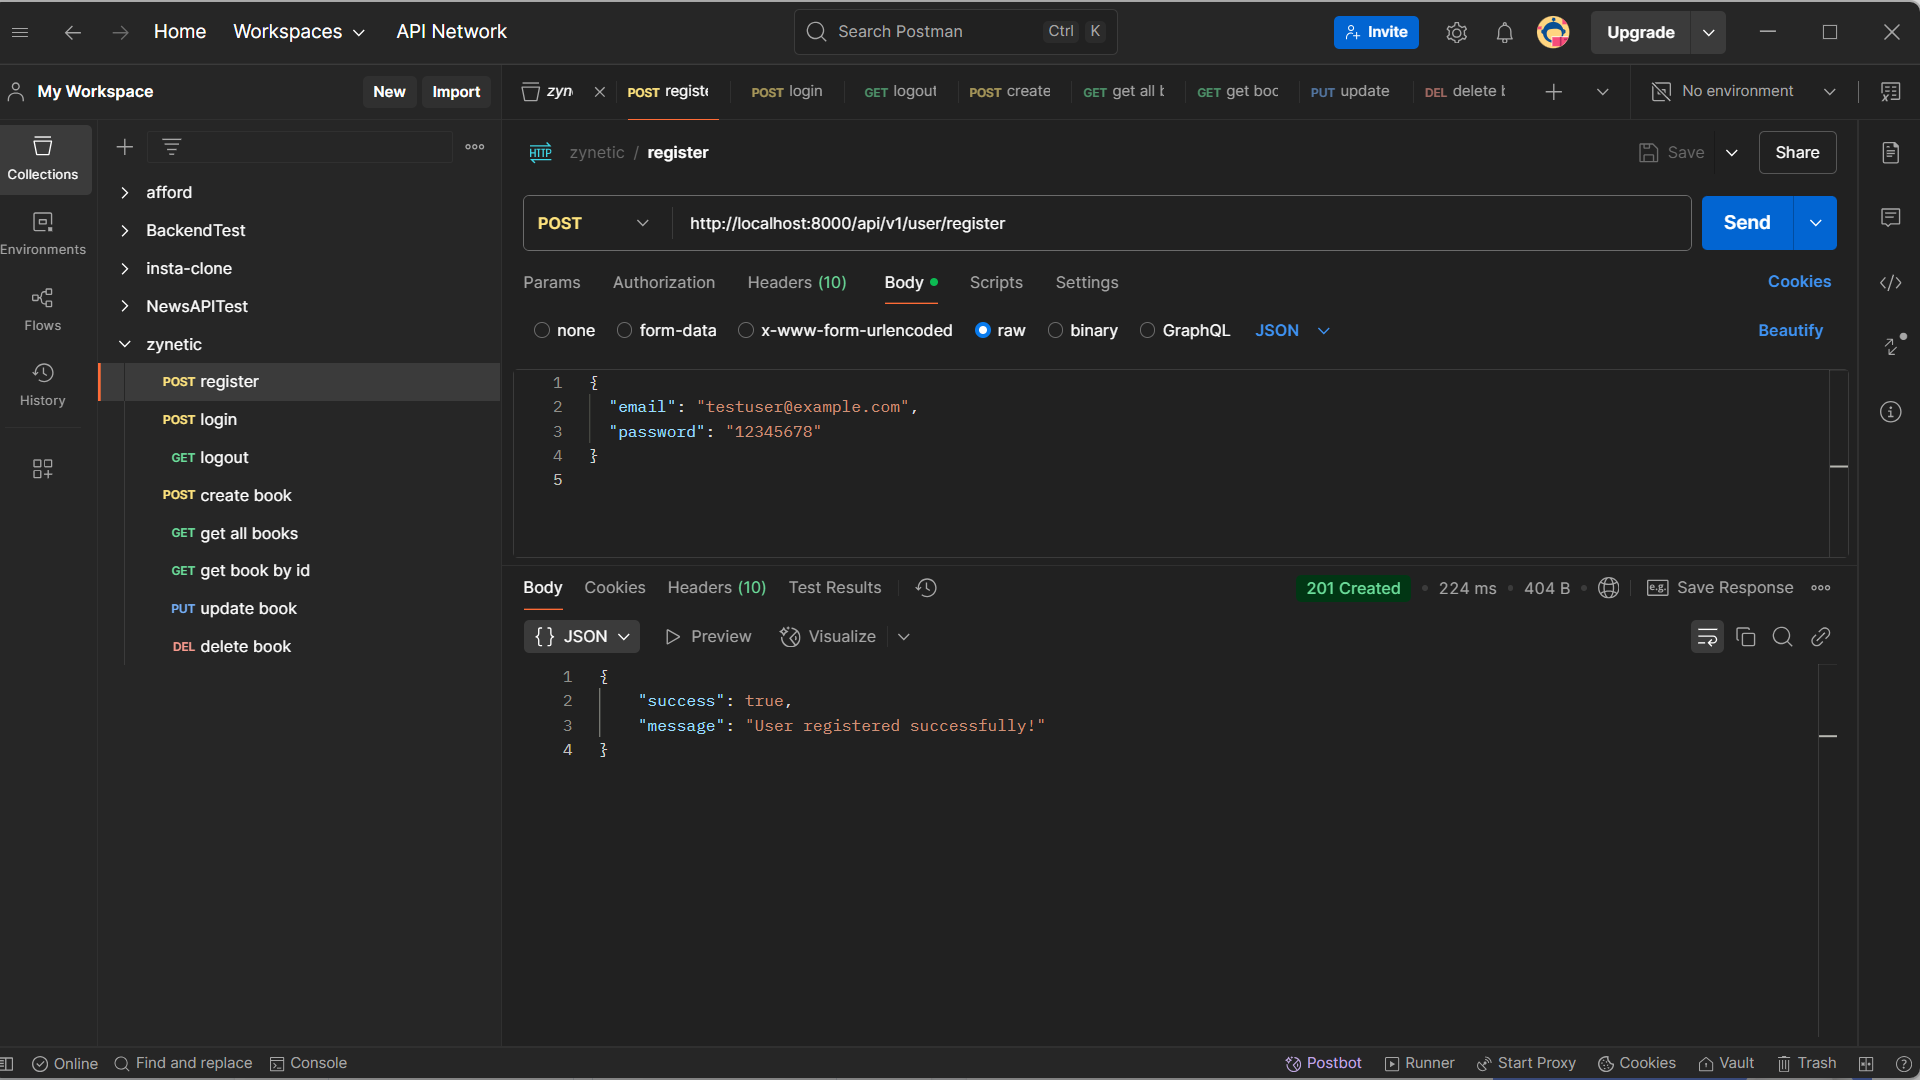 Home
Workspaces
API Network
Search Postman
Ctrl
K
Invite
Upgrade
My Workspace
New
Import
zyn
POST registe
POST login
GET logout
POST create
GET get all b
GET get boo
PUT update
DEL delete b
No environment
Collections
Environments
Flows
History
afford
BackendTest
insta-clone
NewsAPITest
zynetic
POST register
POST login
GET logout
POST create book
GET get all books
GET get book by id
PUT update book
DEL delete book
HTTP
zynetic / register
Save
Share
POST
http://localhost:8000/api/v1/user/register
Send
Params
Authorization
Headers (10)
Body
Scripts
Settings
Cookies
none
form-data
x-www-form-urlencoded
raw
binary
GraphQL
JSON
Beautify
1 {
2 "email": "testuser@example.com",
3 "password": "12345678"
4 }
5
Body
Cookies
Headers (10)
Test Results
201 Created
224 ms
404 B
e.g.
Save Response
{} JSON
Preview
Visualize
1 {
2 "success": true,
3 "message": "User registered successfully!"
4 }
Online
Find and replace
Console
Postbot
Runner
Start Proxy
Cookies
Vault
Trash